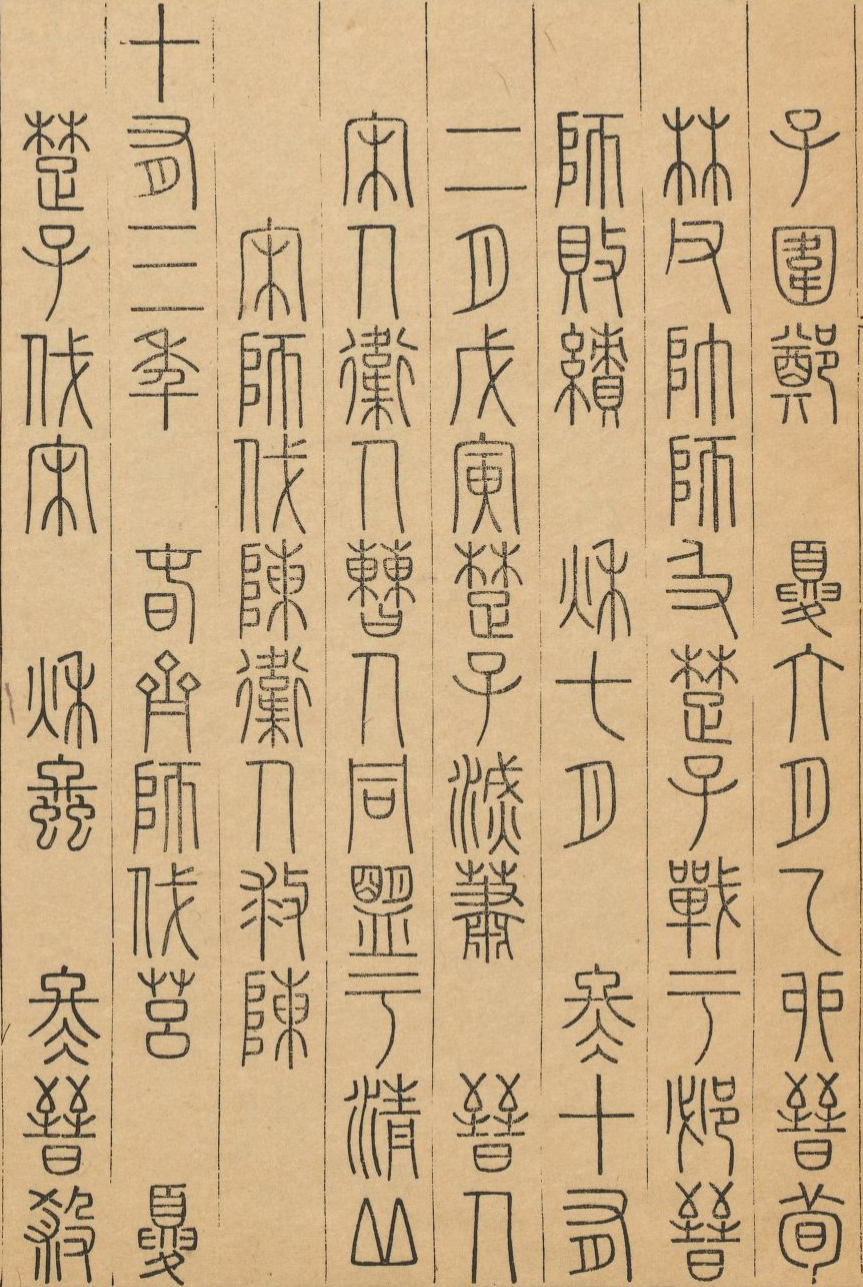 子圍鄭 夏六月乙卯晉荀
林父帥師及楚子戰于邲晉
師敗績 秋七月 冬十有
二月戊寅楚子滅蕭 晉人
宋人衛人曹人同盟于清丘
宋師伐陳衛人救陳
十有三年 春齊師伐莒 夏
楚子伐宋 秋螽 冬晉殺